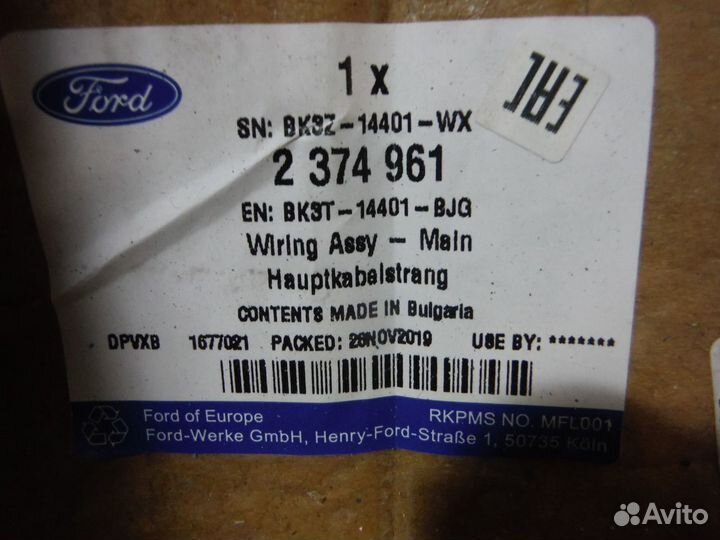 Ford
1 x
EAC
SN: BK3Z-14401-WX
2 374 961
EN: BK3T-14401-BJG
Wiring Assy - Main
Hauptkabelstrang
CONTENTS MADE IN Bulgaria
DPVXB 1677021 PACKED: 26NOV2019 USE BY: *******
Ford of Europe RKPMS NO. MFL001
Ford-Werke GmbH, Henry-Ford-Straße 1, 50735 Köln
Avito